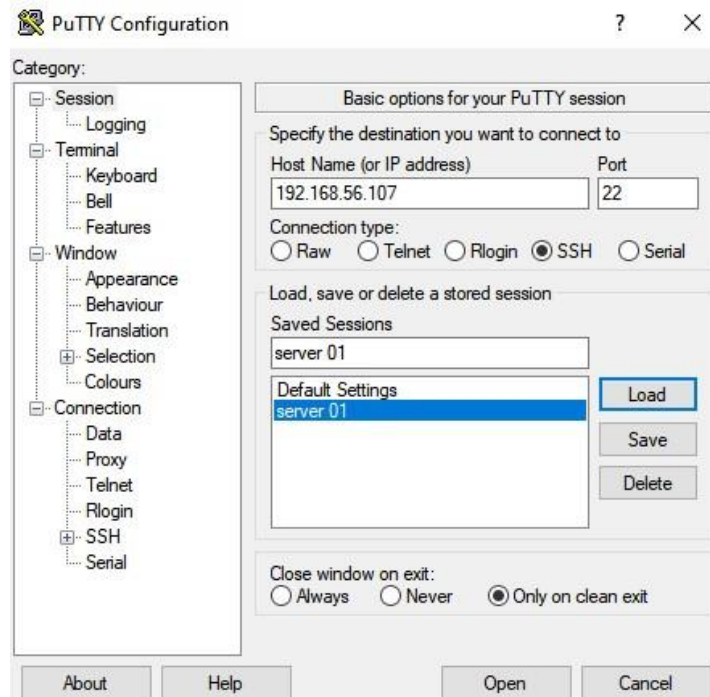 PuTTY Configuration ? ×
Category:
Session
Logging
Terminal
Keyboard
Bell
Features
Window
Appearance
Behaviour
Translation
Selection
Colours
Connection
Data
Proxy
Telnet
Rlogin
SSH
Serial
Basic options for your PuTTY session
Specify the destination you want to connect to
Host Name (or IP address) Port
192.168.56.107 22
Connection type:
Raw Telnet Rlogin SSH Serial
Load, save or delete a stored session
Saved Sessions
server 01
Default Settings
server 01
Load
Save
Delete
Close window on exit:
Always Never Only on clean exit
About Help Open Cancel